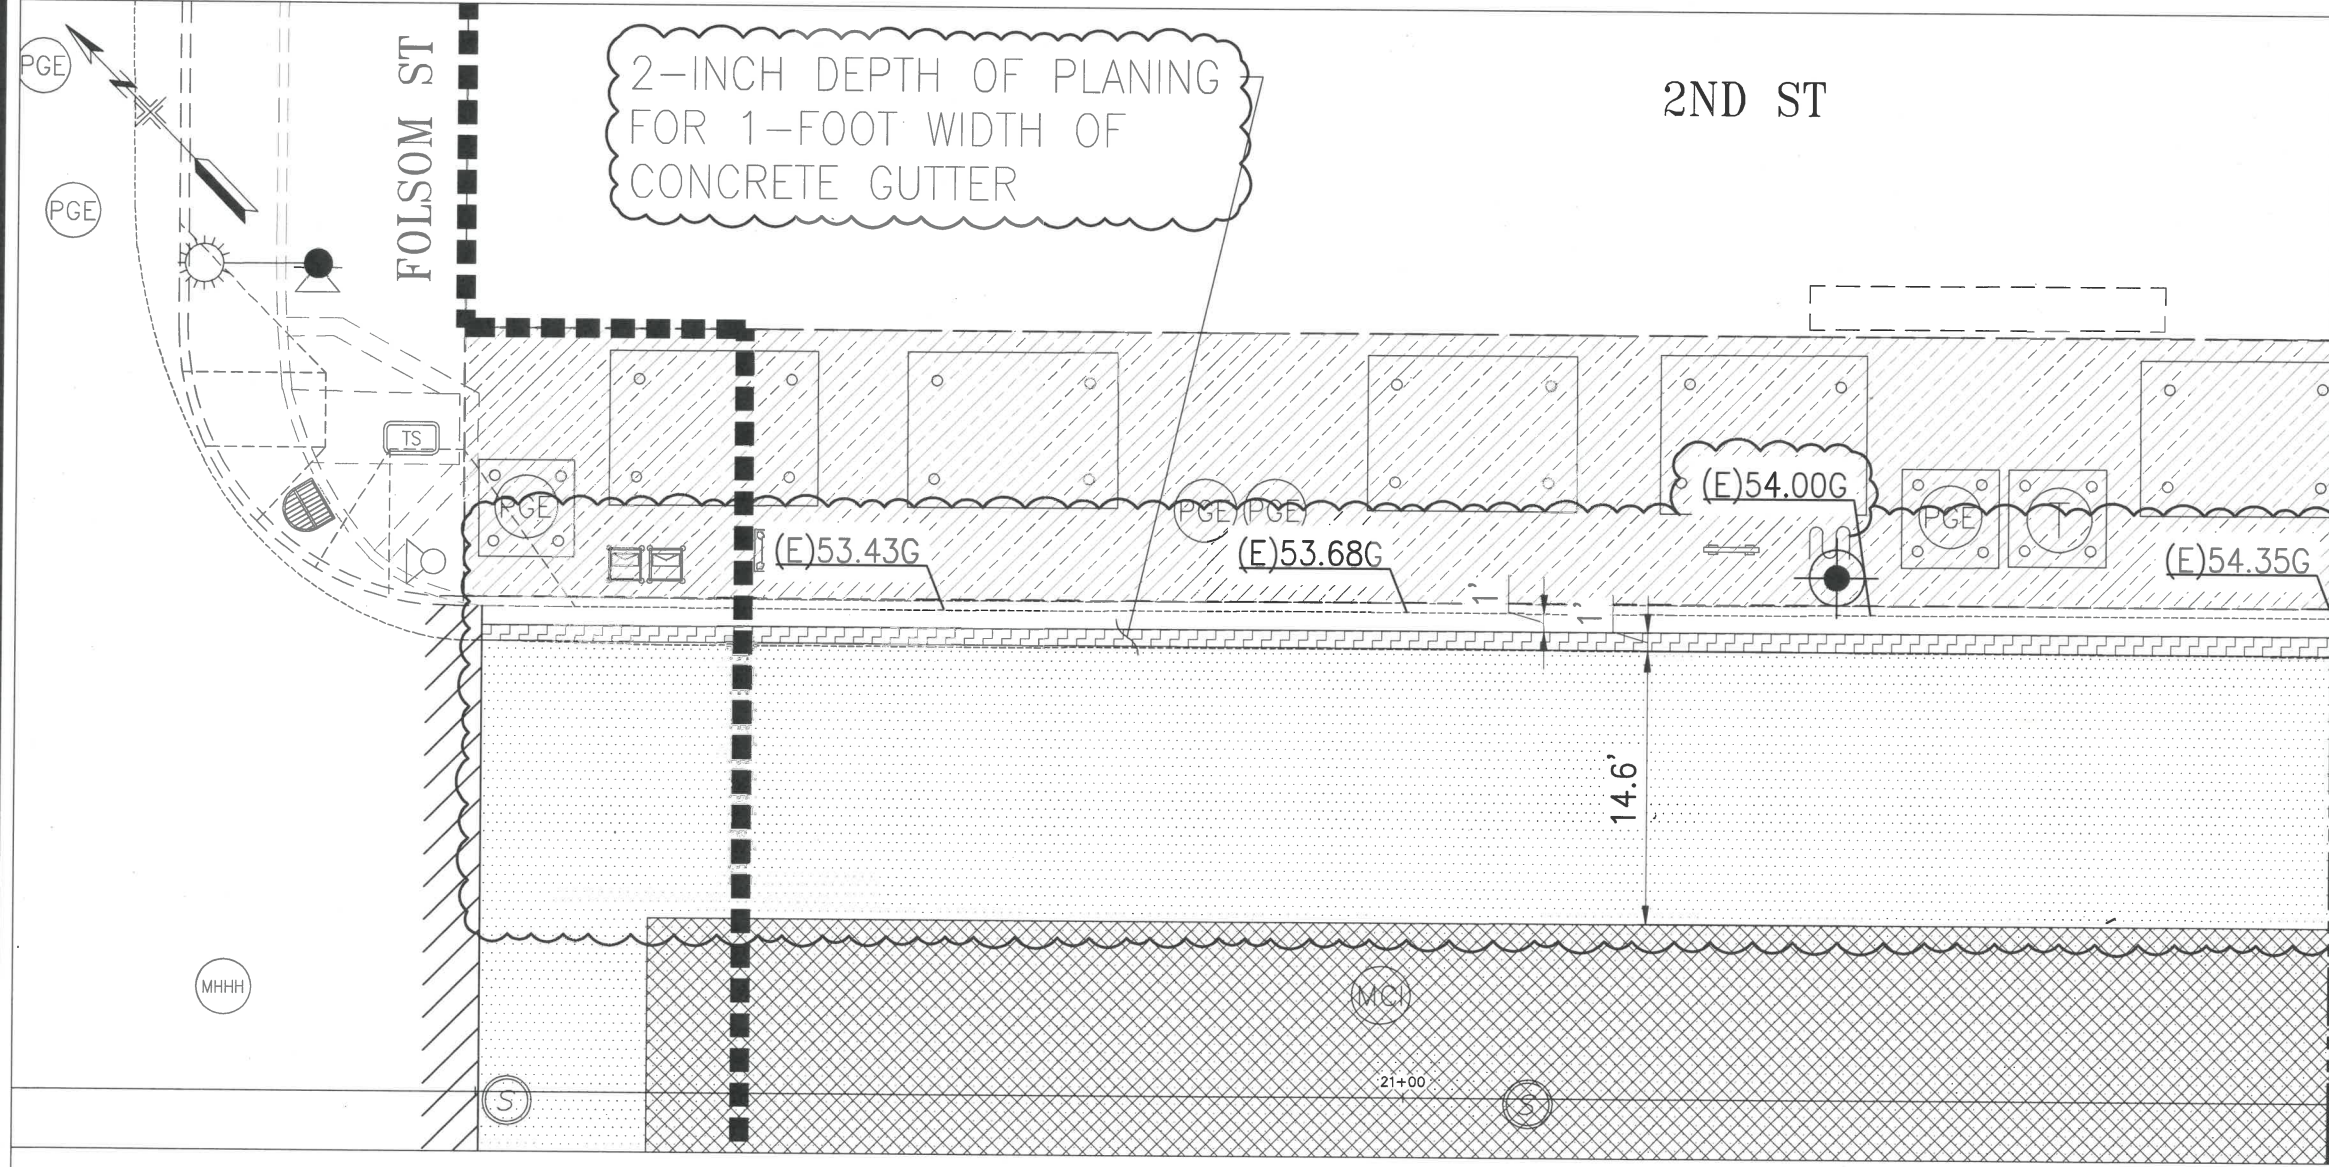 PGE
PGE
FOLSOM ST
2-INCH DEPTH OF PLANING
FOR 1-FOOT WIDTH OF
CONCRETE GUTTER
2ND ST
TS
PGE
(E)53.43G
PGE
PGE
(E)53.68G
(E)54.00G
PGE
T
(E)54.35G
1'
1'
14.6'
MHHH
MCI
21+00
S
S